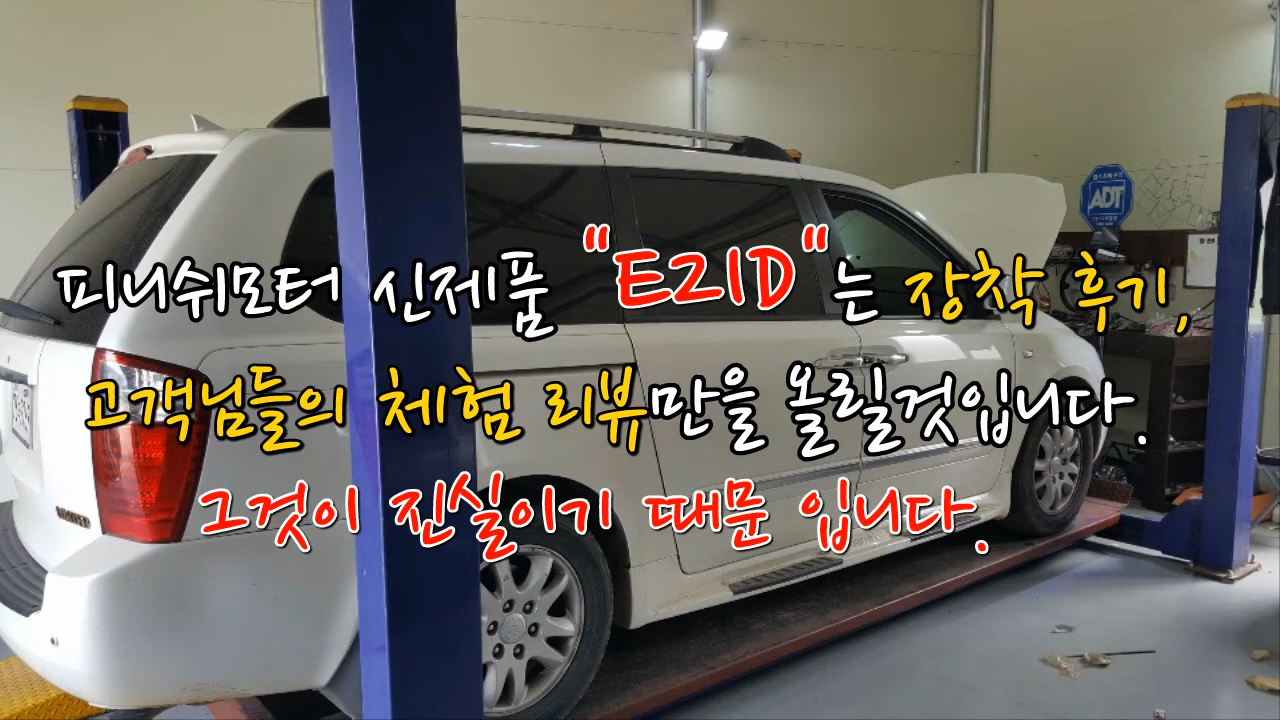 피니쉬모터 신제품 "E21D"는 장착 후기,
고객님들의 체험 리뷰만을 올릴것입니다.
그것이 진실이기 때문 입니다.
ADT